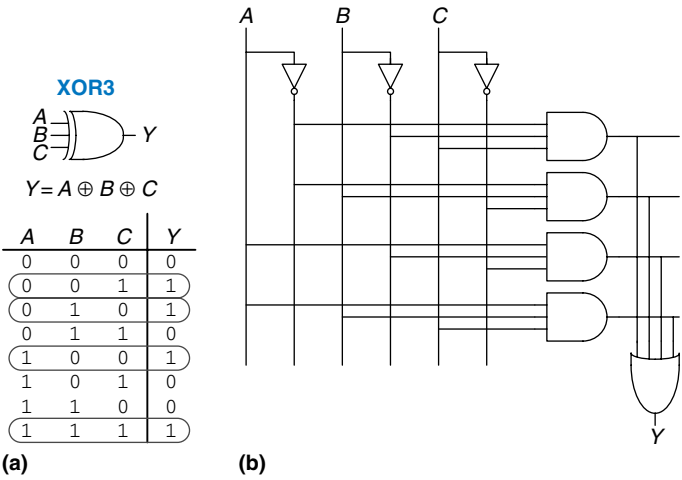 XOR3
A
B
C
Y
Y = A ⊕ B ⊕ C
A B C Y
0 0 0 0
0 0 1 1
0 1 0 1
0 1 1 0
1 0 0 1
1 0 1 0
1 1 0 0
1 1 1 1
(a)
A B C
Y
(b)